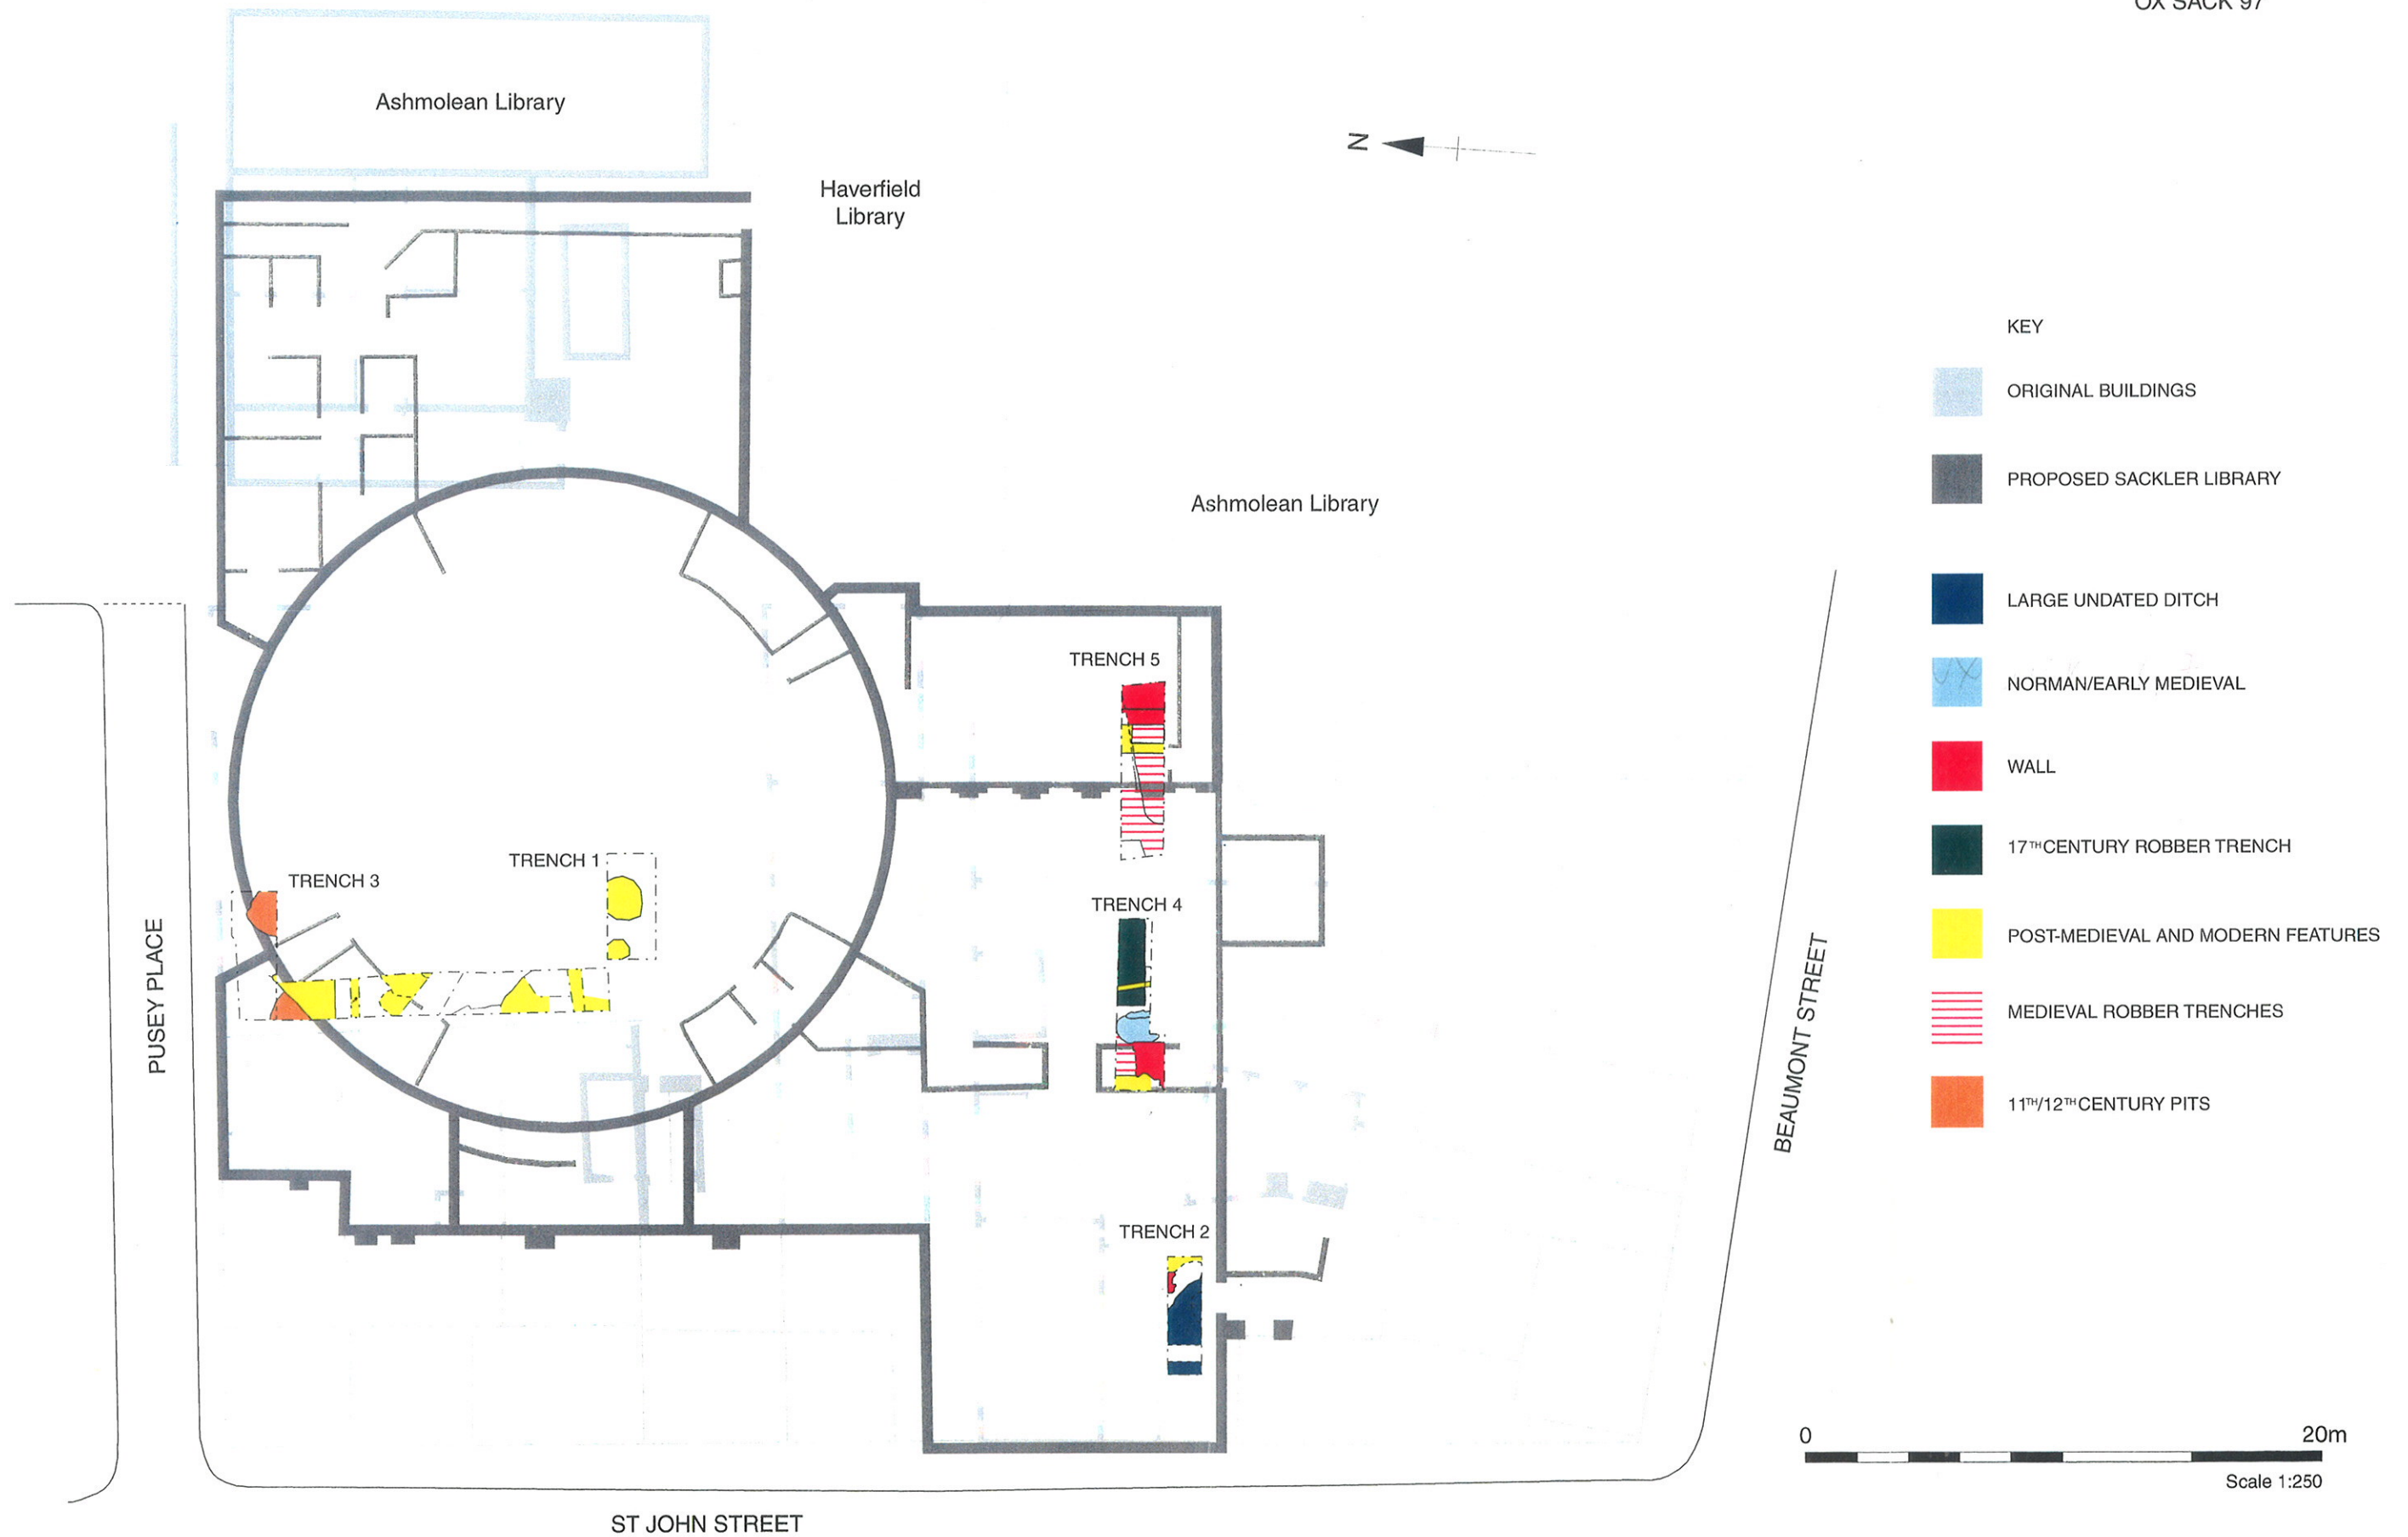 OX SACK 97
Ashmolean Library
N
Haverfield
Library
Ashmolean Library
TRENCH 5
TRENCH 1
TRENCH 3
TRENCH 4
TRENCH 2
PUSEY PLACE
BEAUMONT STREET
ST JOHN STREET
KEY
ORIGINAL BUILDINGS
PROPOSED SACKLER LIBRARY
LARGE UNDATED DITCH
NORMAN/EARLY MEDIEVAL
WALL
17TH CENTURY ROBBER TRENCH
POST-MEDIEVAL AND MODERN FEATURES
MEDIEVAL ROBBER TRENCHES
11TH/12TH CENTURY PITS
0 20m
Scale 1:250